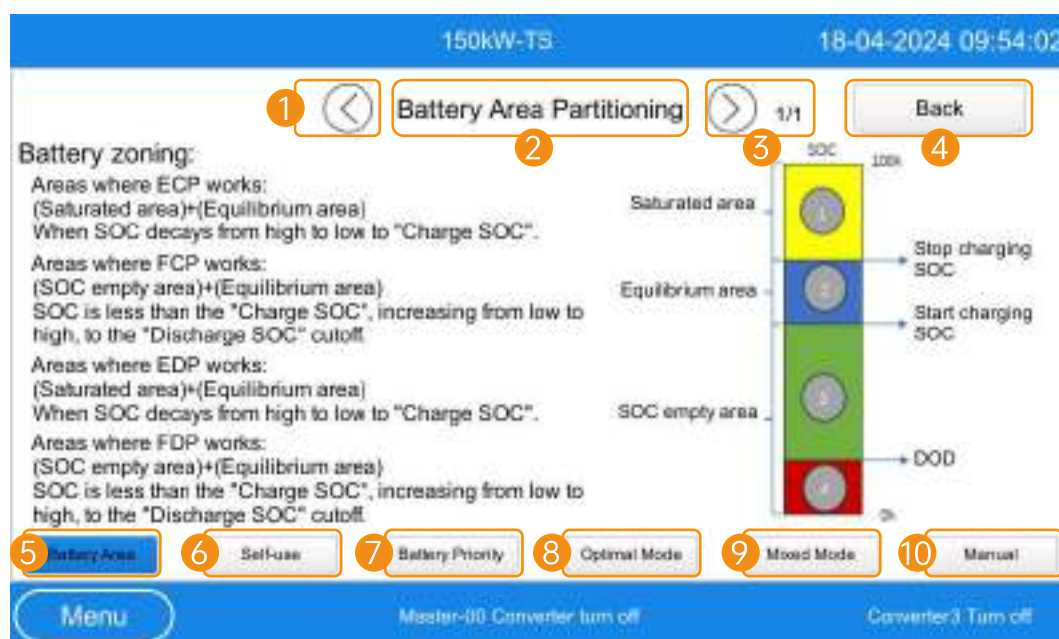 150kW-TS
18-04-2024 09:54:02
1
Battery Area Partitioning
2
3
1/1
Back
4
Battery zoning:
Areas where ECP works:
(Saturated area)+(Equilibrium area)
When SOC decays from high to low to "Charge SOC".
Areas where FCP works:
(SOC empty area)+(Equilibrium area)
SOC is less than the "Charge SOC", increasing from low to
high, to the "Discharge SOC" cutoff.
Areas where EDP works:
(Saturated area)+(Equilibrium area)
When SOC decays from high to low to "Charge SOC".
Areas where FDP works:
(SOC empty area)+(Equilibrium area)
SOC is less than the "Charge SOC", increasing from low to
high, to the "Discharge SOC" cutoff.
SOC
100%
Saturated area
1
Stop charging
SOC
Equilibrium area
2
Start charging
SOC
SOC empty area
3
DOD
4
0%
5
Battery Area
6
Self-use
7
Battery Priority
8
Optimal Mode
9
Mixed Mode
10
Manual
Menu
Master-00 Converter turn off
Converter3 Turn off